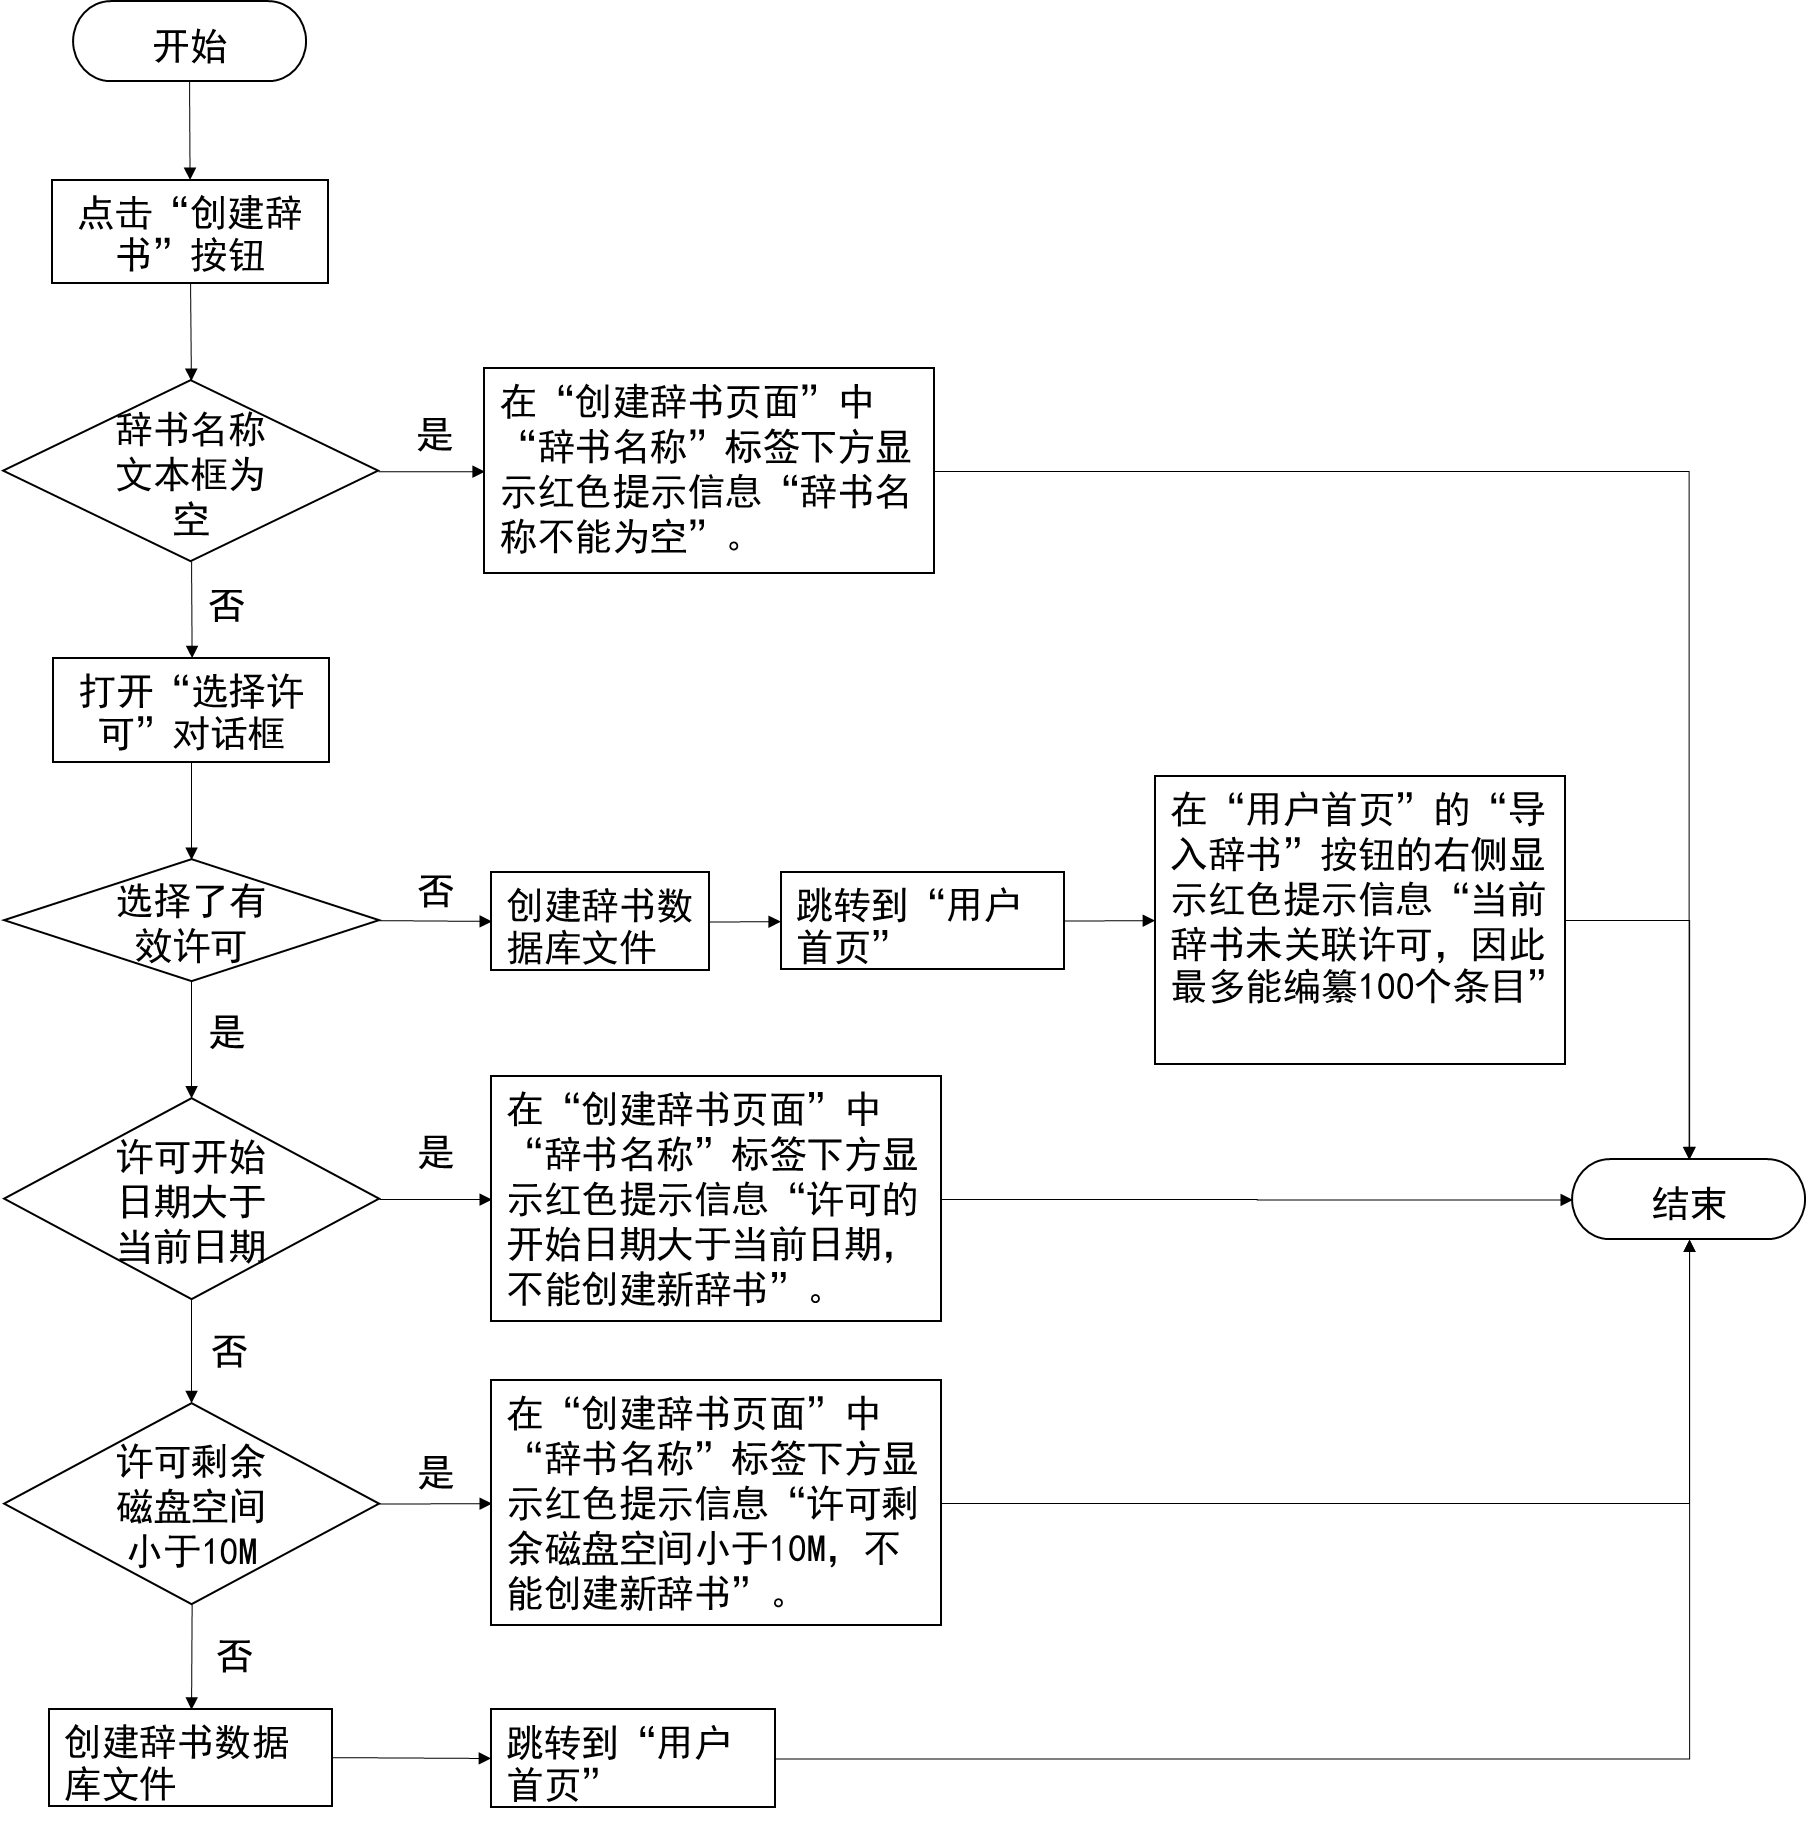 开始
点击“创建辞
书”按钮
辞书名称
文本框为
空
是
在“创建辞书页面”中
“辞书名称”标签下方显
示红色提示信息“辞书名
称不能为空”。
否
打开“选择许
可”对话框
选择了有
效许可
否
创建辞书数
据库文件
跳转到“用户
首页”
在“用户首页”的“导
入辞书”按钮的右侧显
示红色提示信息“当前
辞书未关联许可，因此
最多能编纂100个条目”
是
许可开始
日期大于
当前日期
是
在“创建辞书页面”中
“辞书名称”标签下方显
示红色提示信息“许可的
开始日期大于当前日期，
不能创建新辞书”。
结束
否
许可剩余
磁盘空间
小于10M
是
在“创建辞书页面”中
“辞书名称”标签下方显
示红色提示信息“许可剩
余磁盘空间小于10M，不
能创建新辞书”。
否
创建辞书数据
库文件
跳转到“用户
首页”